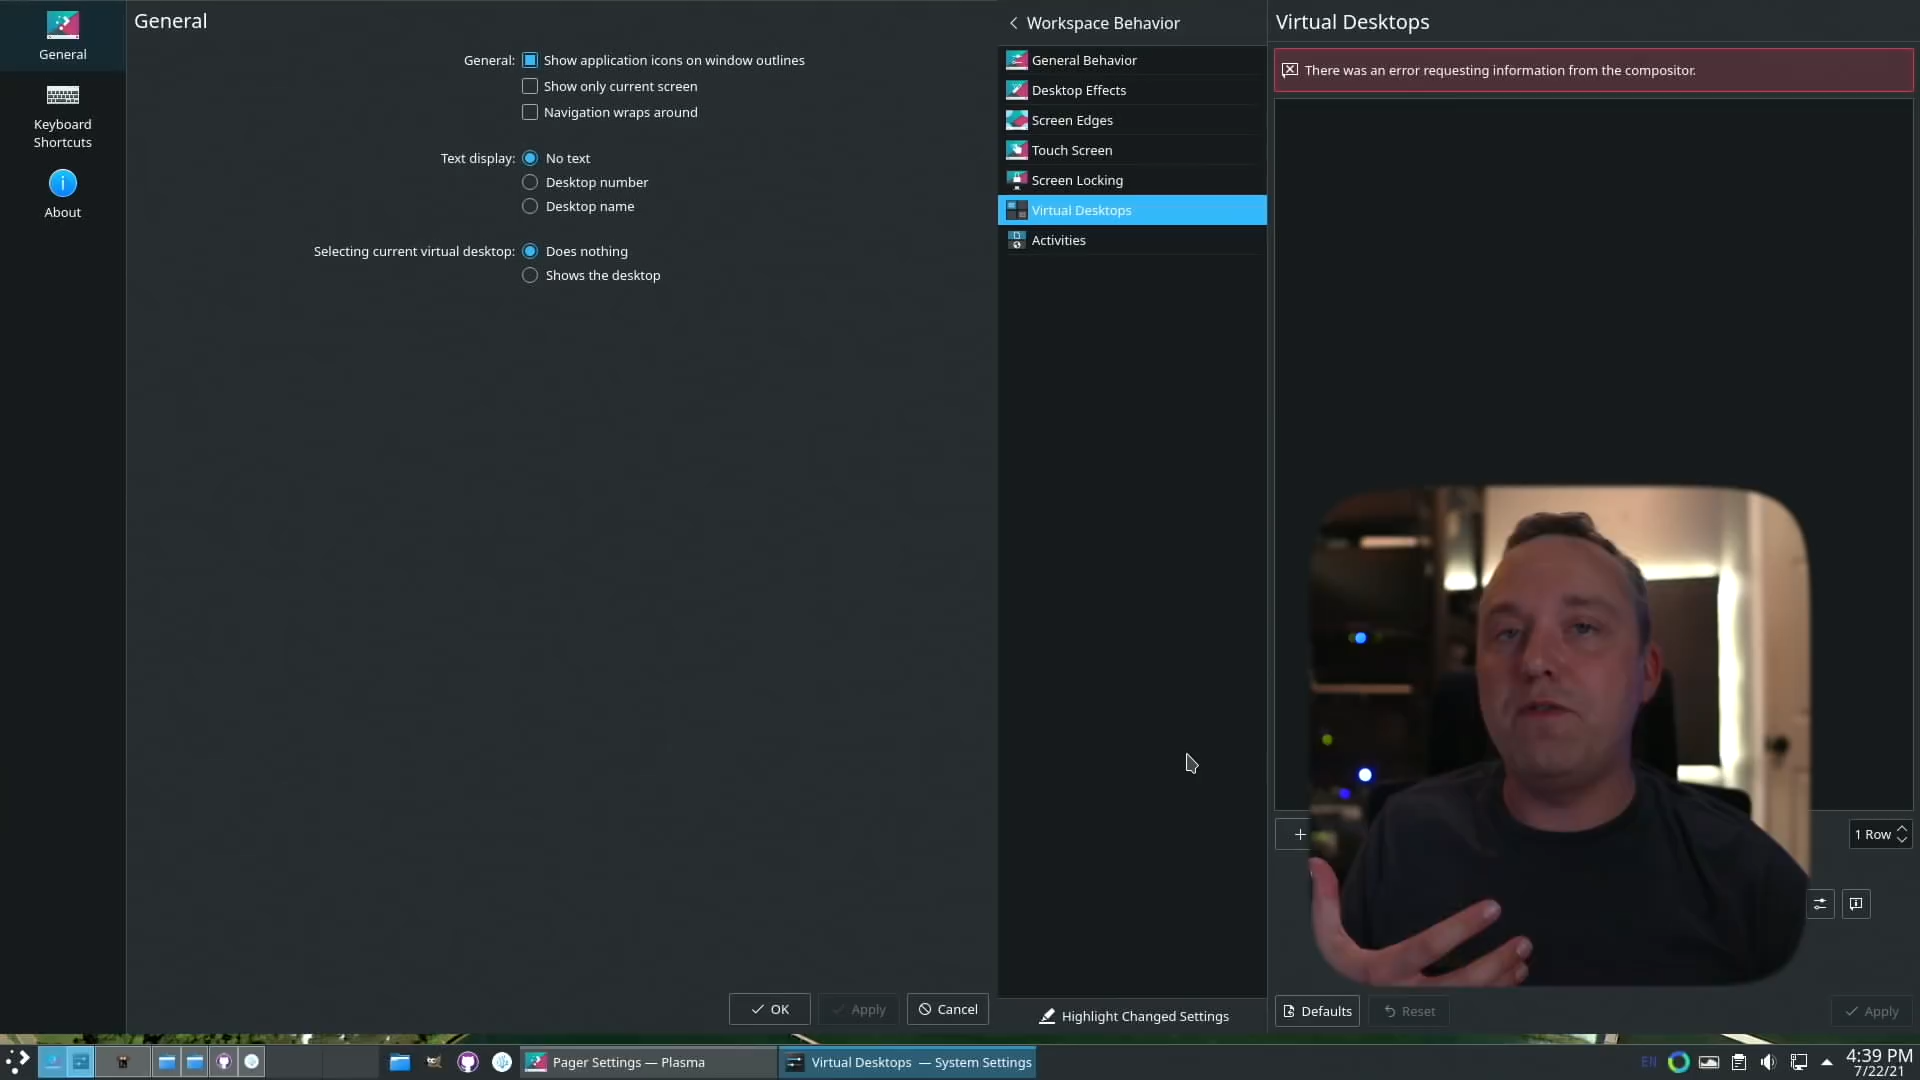 General
Keyboard
Shortcuts
About
General
General: Show application icons on window outlines
Show only current screen
Navigation wraps around
Text display: No text
Desktop number
Desktop name
Selecting current virtual desktop: Does nothing
Shows the desktop
OK Apply Cancel
Workspace Behavior
General Behavior
Desktop Effects
Screen Edges
Touch Screen
Screen Locking
Virtual Desktops
Activities
Highlight Changed Settings
Virtual Desktops
There was an error requesting information from the compositor.
1 Row
Defaults Reset Apply
Pager Settings — Plasma
Virtual Desktops — System Settings
EN
4:39 PM
7/22/21